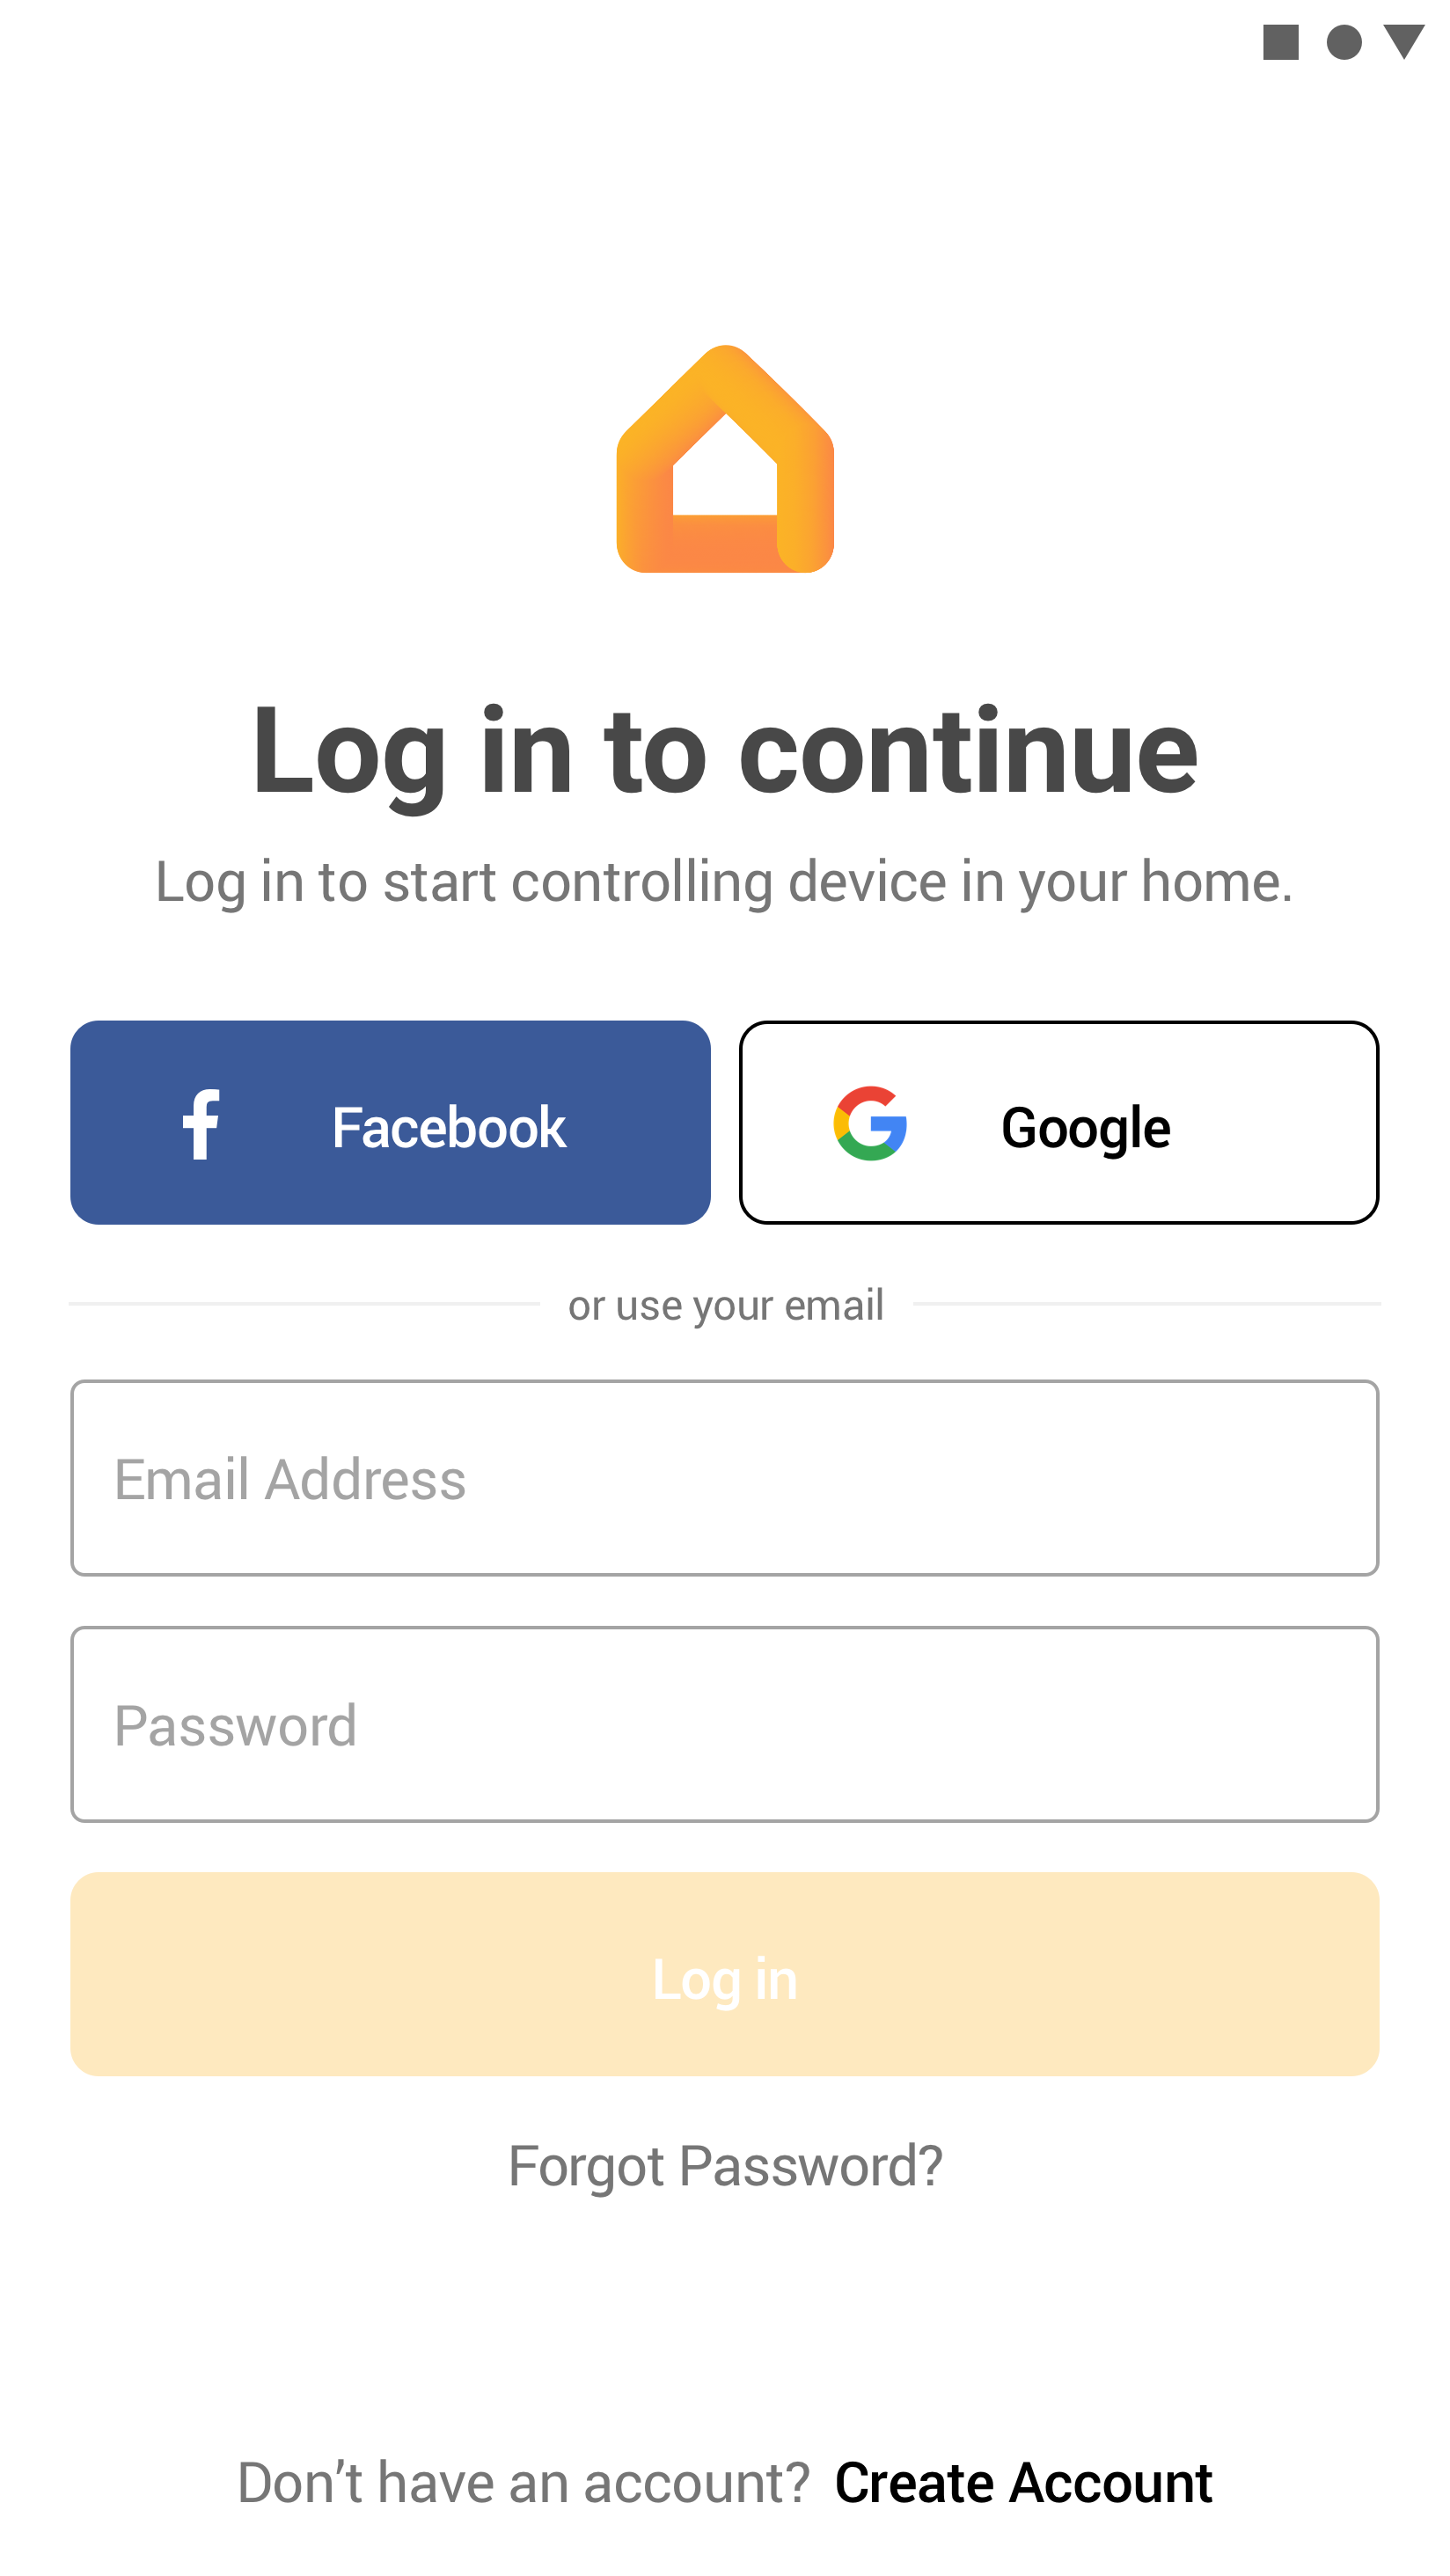 Log in to continue
Log in to start controlling device in your home.
Facebook
Google
or use your email
Email Address
Password
Log in
Forgot Password?
Don’t have an account? Create Account